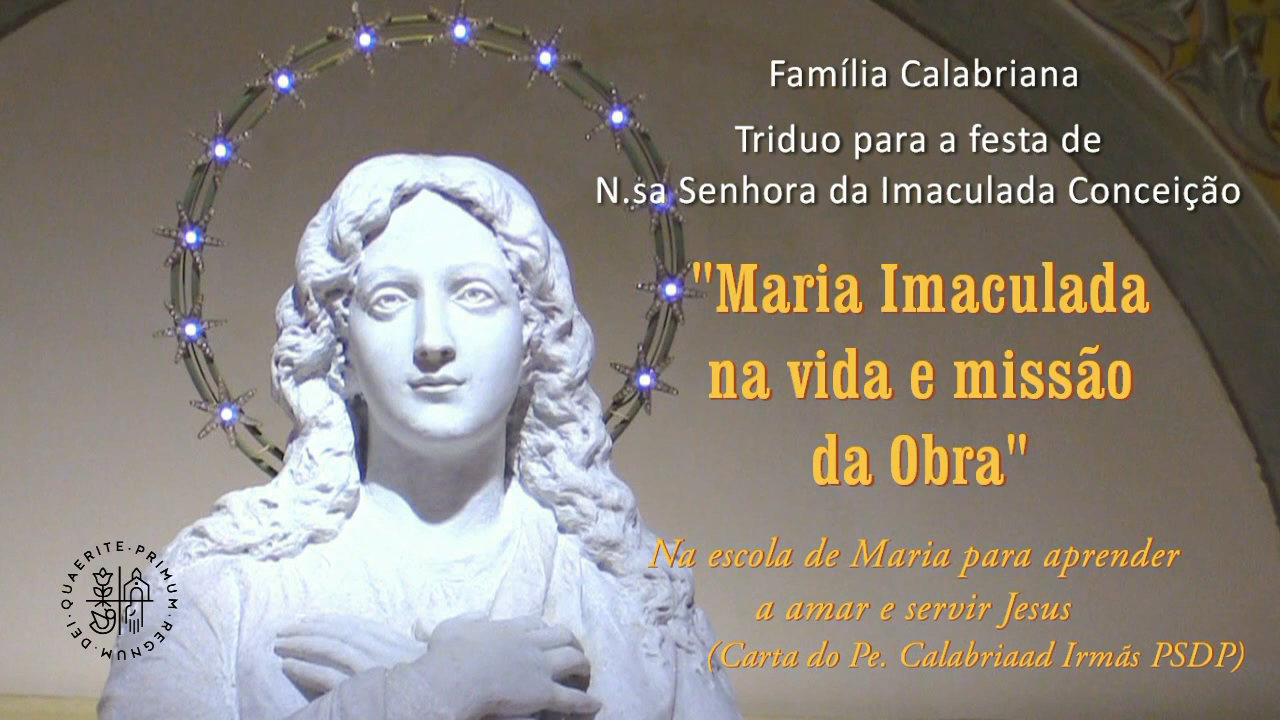 Família Calabriana
Triduo para a festa de
N.sa Senhora da Imaculada Conceição
"Maria Imaculada
na vida e missão
da Obra"
Na escola de Maria para aprender
a amar e servir Jesus
(Carta do Pe. Calabriaad Irmãs PSDP)
QUAERITE·PRIMUM·REGNUM·DEI·